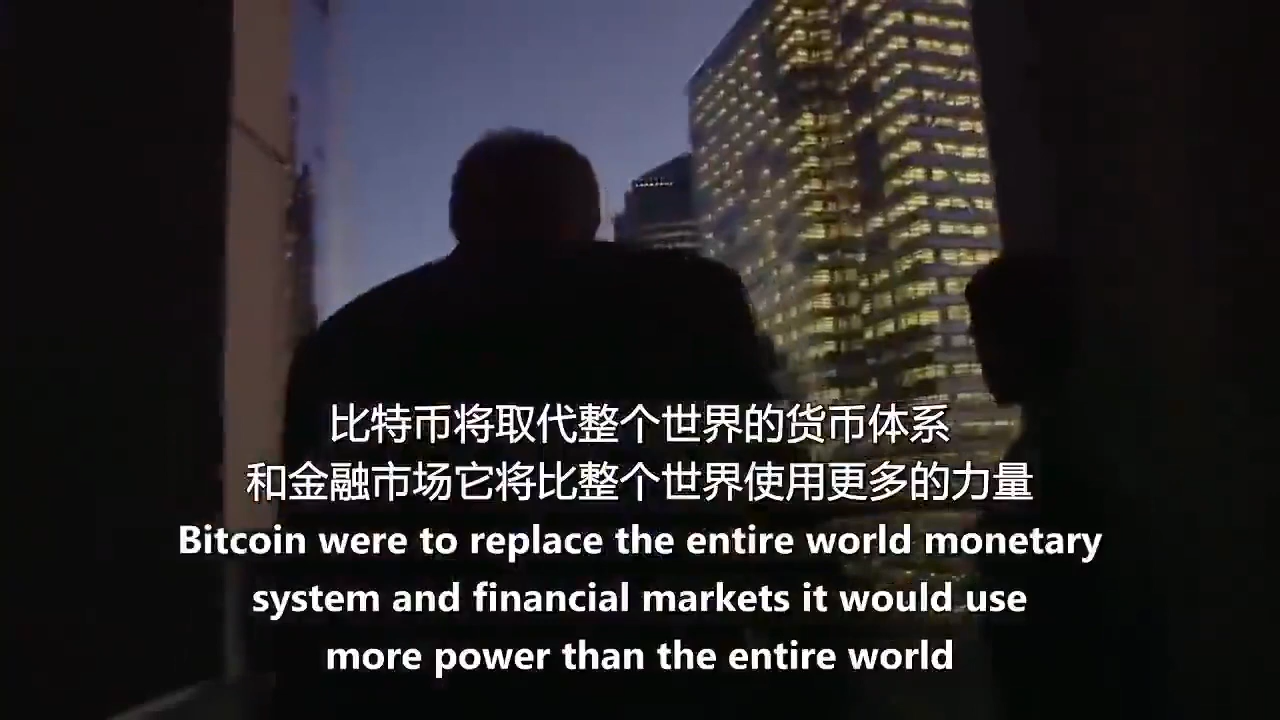 比特币将取代整个世界的货币体系
和金融市场它将比整个世界使用更多的力量
Bitcoin were to replace the entire world monetary
system and financial markets it would use
more power than the entire world